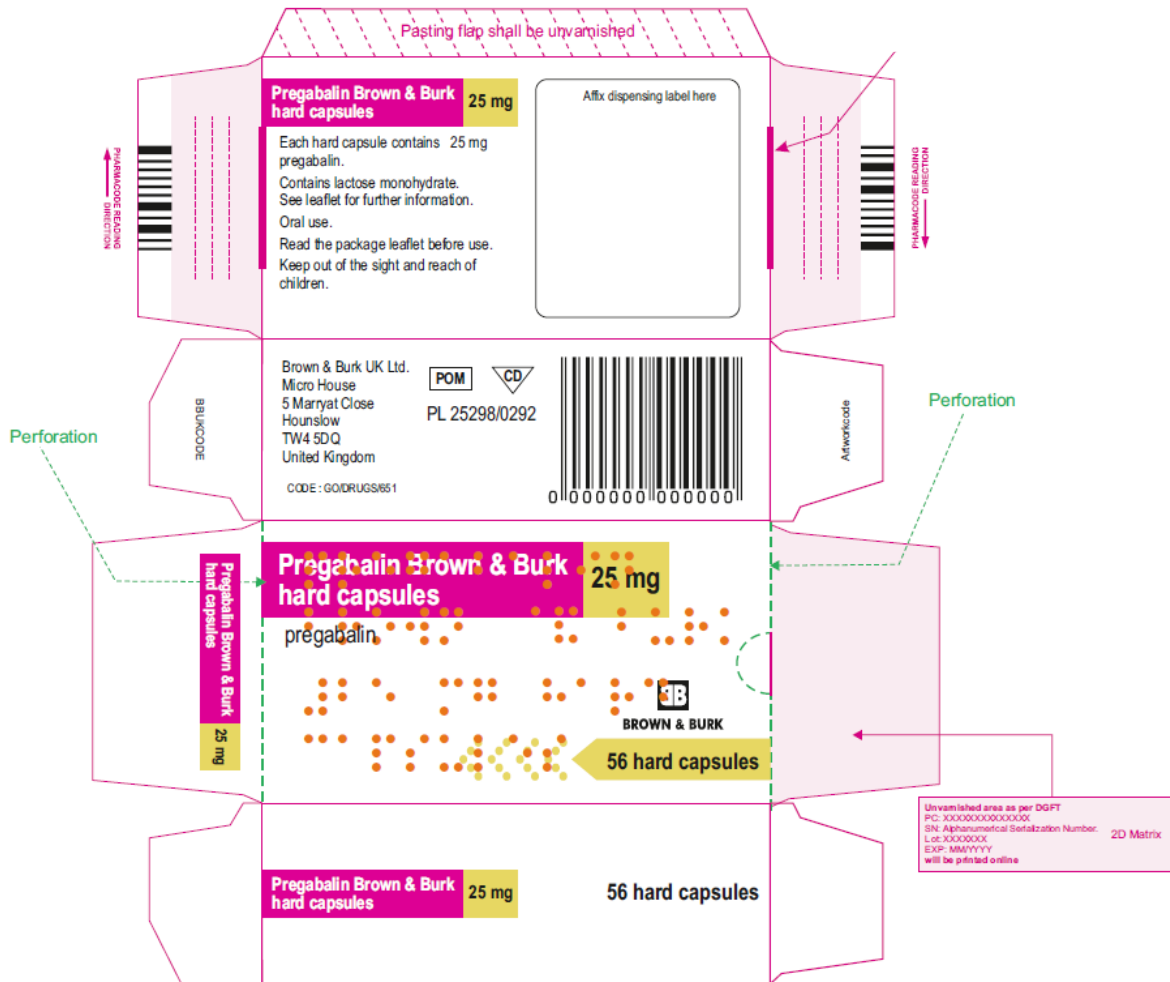 Pasting flap shall be unvarnished
Pregabalin Brown & Burk
hard capsules
25 mg
Affix dispensing label here
Each hard capsule contains 25 mg
pregabalin.
Contains lactose monohydrate.
See leaflet for further information.
Oral use.
Read the package leaflet before use.
Keep out of the sight and reach of
children.
PHARMACODE READING
DIRECTION
PHARMACODE READING
DIRECTION
Brown & Burk UK Ltd.
Micro House
5 Marryat Close
Hounslow
TW4 5DQ
United Kingdom
CODE : GO/DRUGS/651
POM
CD
PL 25298/0292
0 000000 000000
BBUKCODE
Artworkcode
Perforation
Perforation
Pregabalin Brown & Burk
hard capsules
25 mg
Pregabalin Brown & Burk
hard capsules
25 mg
pregabalin
BB
BROWN & BURK
56 hard capsules
Unvarnished area as per DGFT
PC: XXXXXXXXXXXXXX
SN: Alphanumerical Serialization Number.
Lot: XXXXXXX
EXP: MM/YYYY
will be printed online
2D Matrix
Pregabalin Brown & Burk
hard capsules
25 mg
56 hard capsules